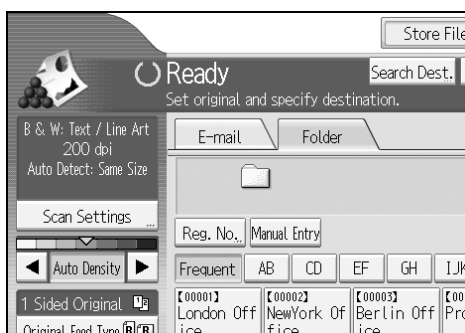 Store File
Ready
Search Dest.
Set original and specify destination.
B & W: Text / Line Art
200 dpi
Auto Detect: Same Size
E-mail
Folder
Scan Settings
Reg. No.
Manual Entry
Auto Density
Frequent
AB
CD
EF
GH
IJK
1 Sided Original
[00001]
London Off
ice
[00002]
NewYork Of
fice
[00003]
Berlin Off
ice
Original Feed Type